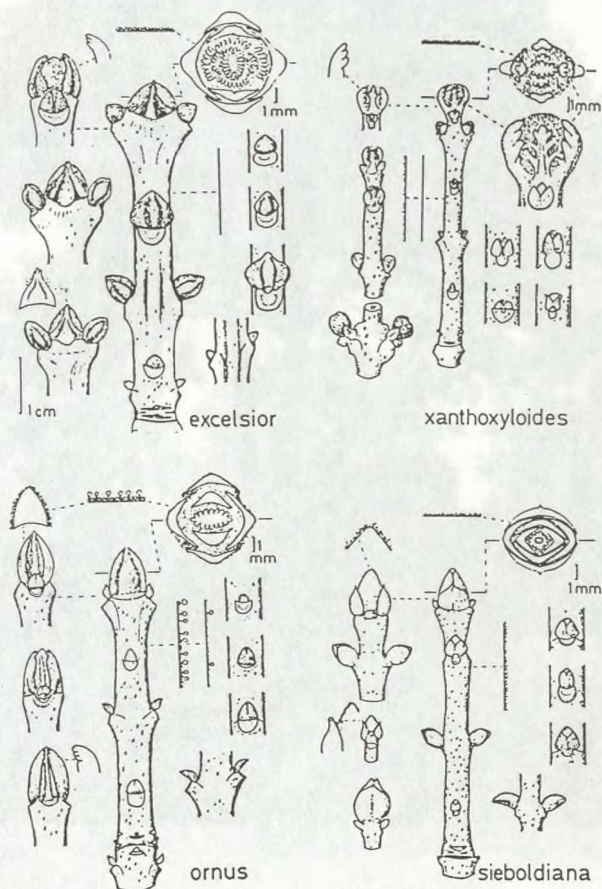 1mm
1mm
1cm
excelsior
xanthoxyloides
1
mm
1mm
ornus
sieboldiana